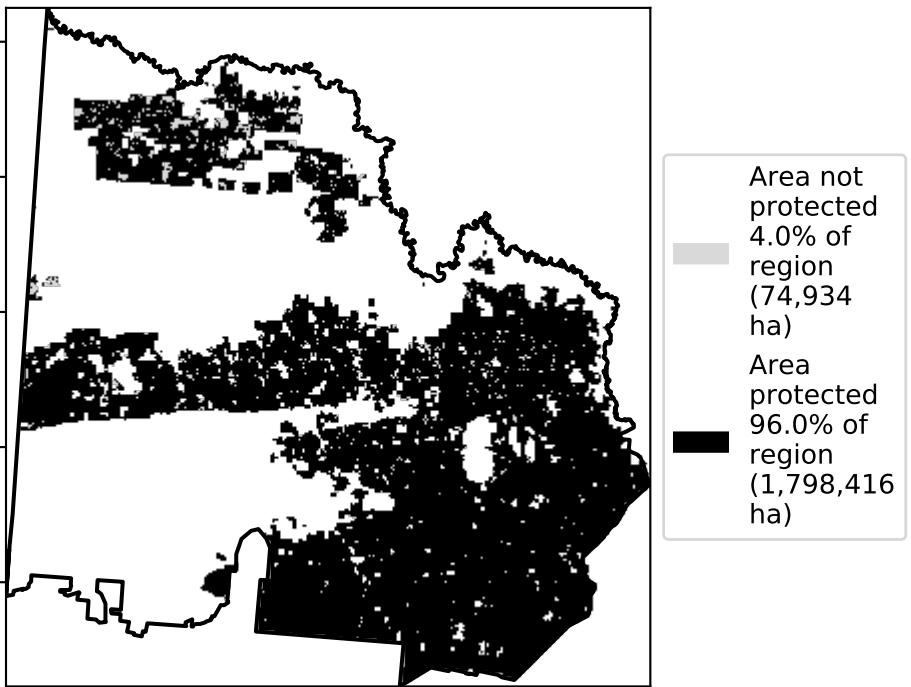 Area not
protected
4.0% of
region
(74,934
ha)
Area
protected
96.0% of
region
(1,798,416
ha)